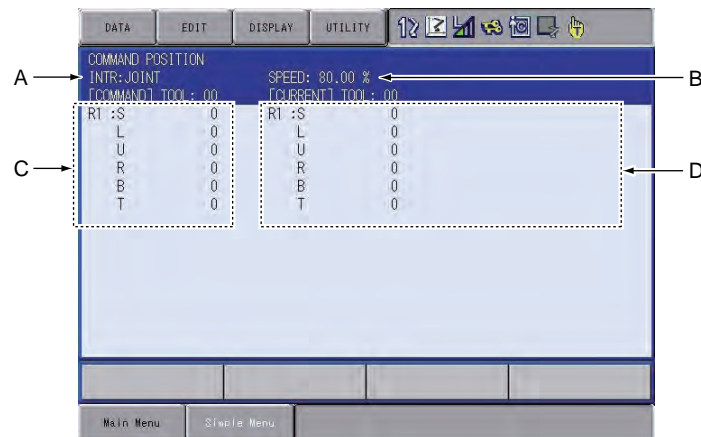 DATA EDIT DISPLAY UTILITY
COMMAND POSITION
A INTR:JOINT SPEED: 80.00 % B
[COMMAND] TOOL: 00 [CURRENT] TOOL: 00
R1 :S 0 R1 :S 0
L 0 L 0
U 0 U 0
C R 0 R 0 D
B 0 B 0
T 0 T 0
Main Menu Simple Menu